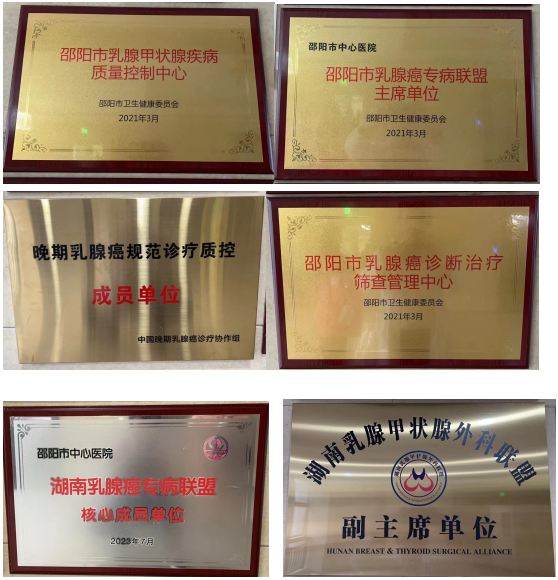 邵阳市乳腺甲状腺疾病
质量控制中心
邵阳市卫生健康委员会
2021年3月
邵阳市中心医院
邵阳市乳腺癌专病联盟
主席单位
邵阳市卫生健康委员会
2021年3月
晚期乳腺癌规范诊疗质控
成员单位
中国晚期乳腺癌诊疗协作组
邵阳市乳腺癌诊断治疗
筛查管理中心
邵阳市卫生健康委员会
2021年3月
邵阳市中心医院
湖南乳腺癌专病联盟
核心成员单位
2023年7月
湖南乳腺甲状腺外科联盟
副主席单位
HUNAN BREAST & THYROID SURGICAL ALLIANCE